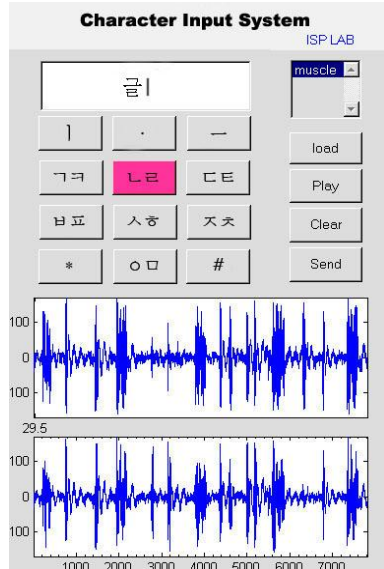 Character Input System
ISP LAB
글
muscle
ㅣ · ㅡ
load
ㄱㅋ ㄴㄹ ㄷㅌ
Play
ㅂㅍ ㅅㅎ ㅈㅊ
Clear
* ㅇㅁ #
Send
100
0
100
29.5
100
0
100
1000 2000 3000 4000 5000 6000 7000